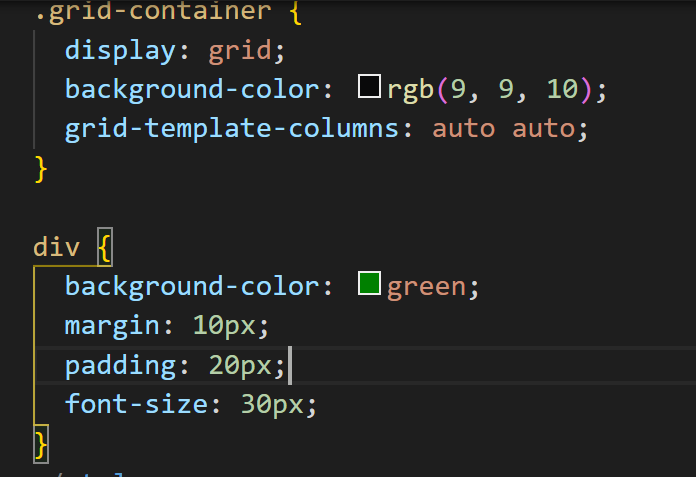 .grid-container {
display: grid;
background-color: rgb(9, 9, 10);
grid-template-columns: auto auto;
}
div {
background-color: green;
margin: 10px;
padding: 20px;
font-size: 30px;
}